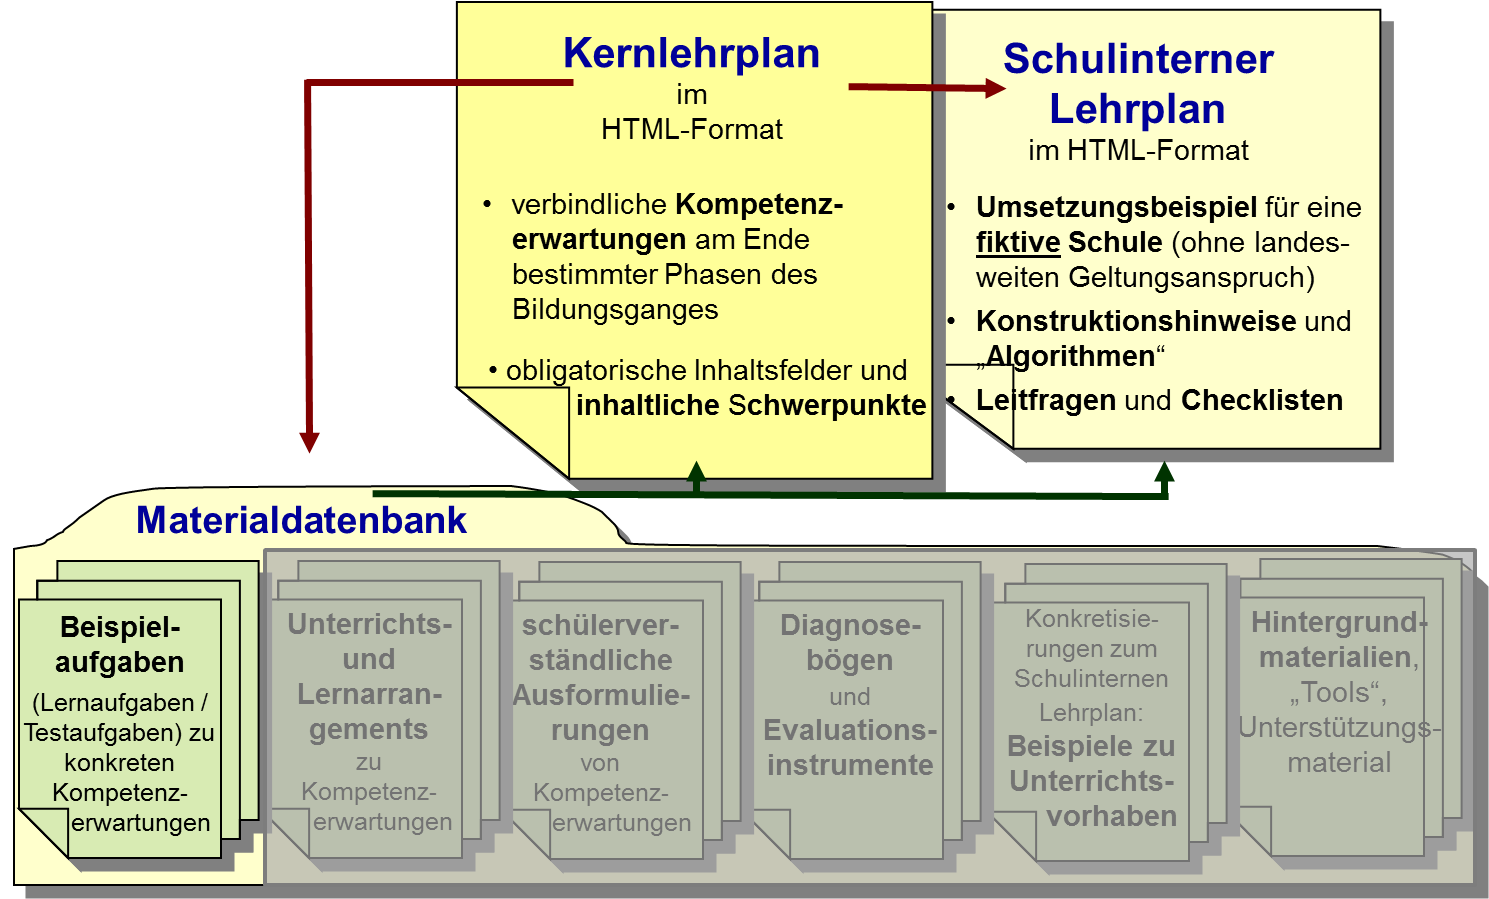 Kernlehrplan
im
HTML-Format
• verbindliche Kompetenz-
erwartungen am Ende
bestimmter Phasen des
Bildungsganges
• obligatorische Inhaltsfelder und
inhaltliche Schwerpunkte
Schulinterner
Lehrplan
im HTML-Format
• Umsetzungsbeispiel für eine
fiktive Schule (ohne landes-
weiten Geltungsanspruch)
• Konstruktionshinweise und
„Algorithmen“
• Leitfragen und Checklisten
Materialdatenbank
Beispiel-
aufgaben
(Lernaufgaben /
Testaufgaben) zu
konkreten
Kompetenz-
erwartungen
Unterrichts-
und
Lernarran-
gements
zu
Kompetenz-
erwartungen
schülerver-
ständliche
Ausformulie-
rungen
von
Kompetenz-
erwartungen
Diagnose-
bögen
und
Evaluations-
instrumente
Konkretisie-
rungen zum
Schulinternen
Lehrplan:
Beispiele zu
Unterrichts-
vorhaben
Hintergrund-
materialien,
„Tools“,
Unterstützungs-
material